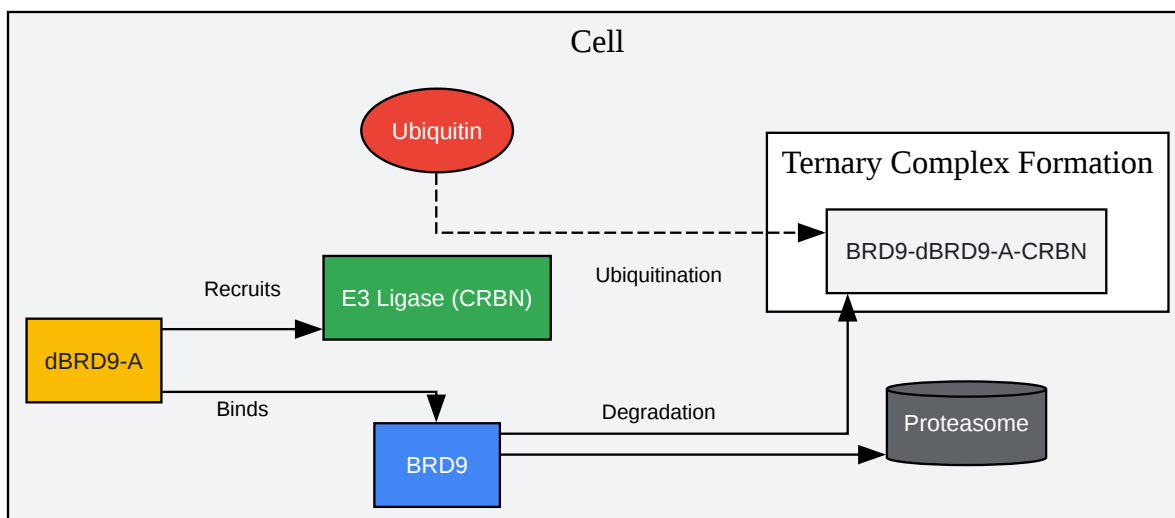 Cell
Ubiquitin
Ternary Complex Formation
BRD9-dBRD9-A-CRBN
Ubiquitination
Recruits
E3 Ligase (CRBN)
dBRD9-A
Binds
Degradation
Proteasome
BRD9